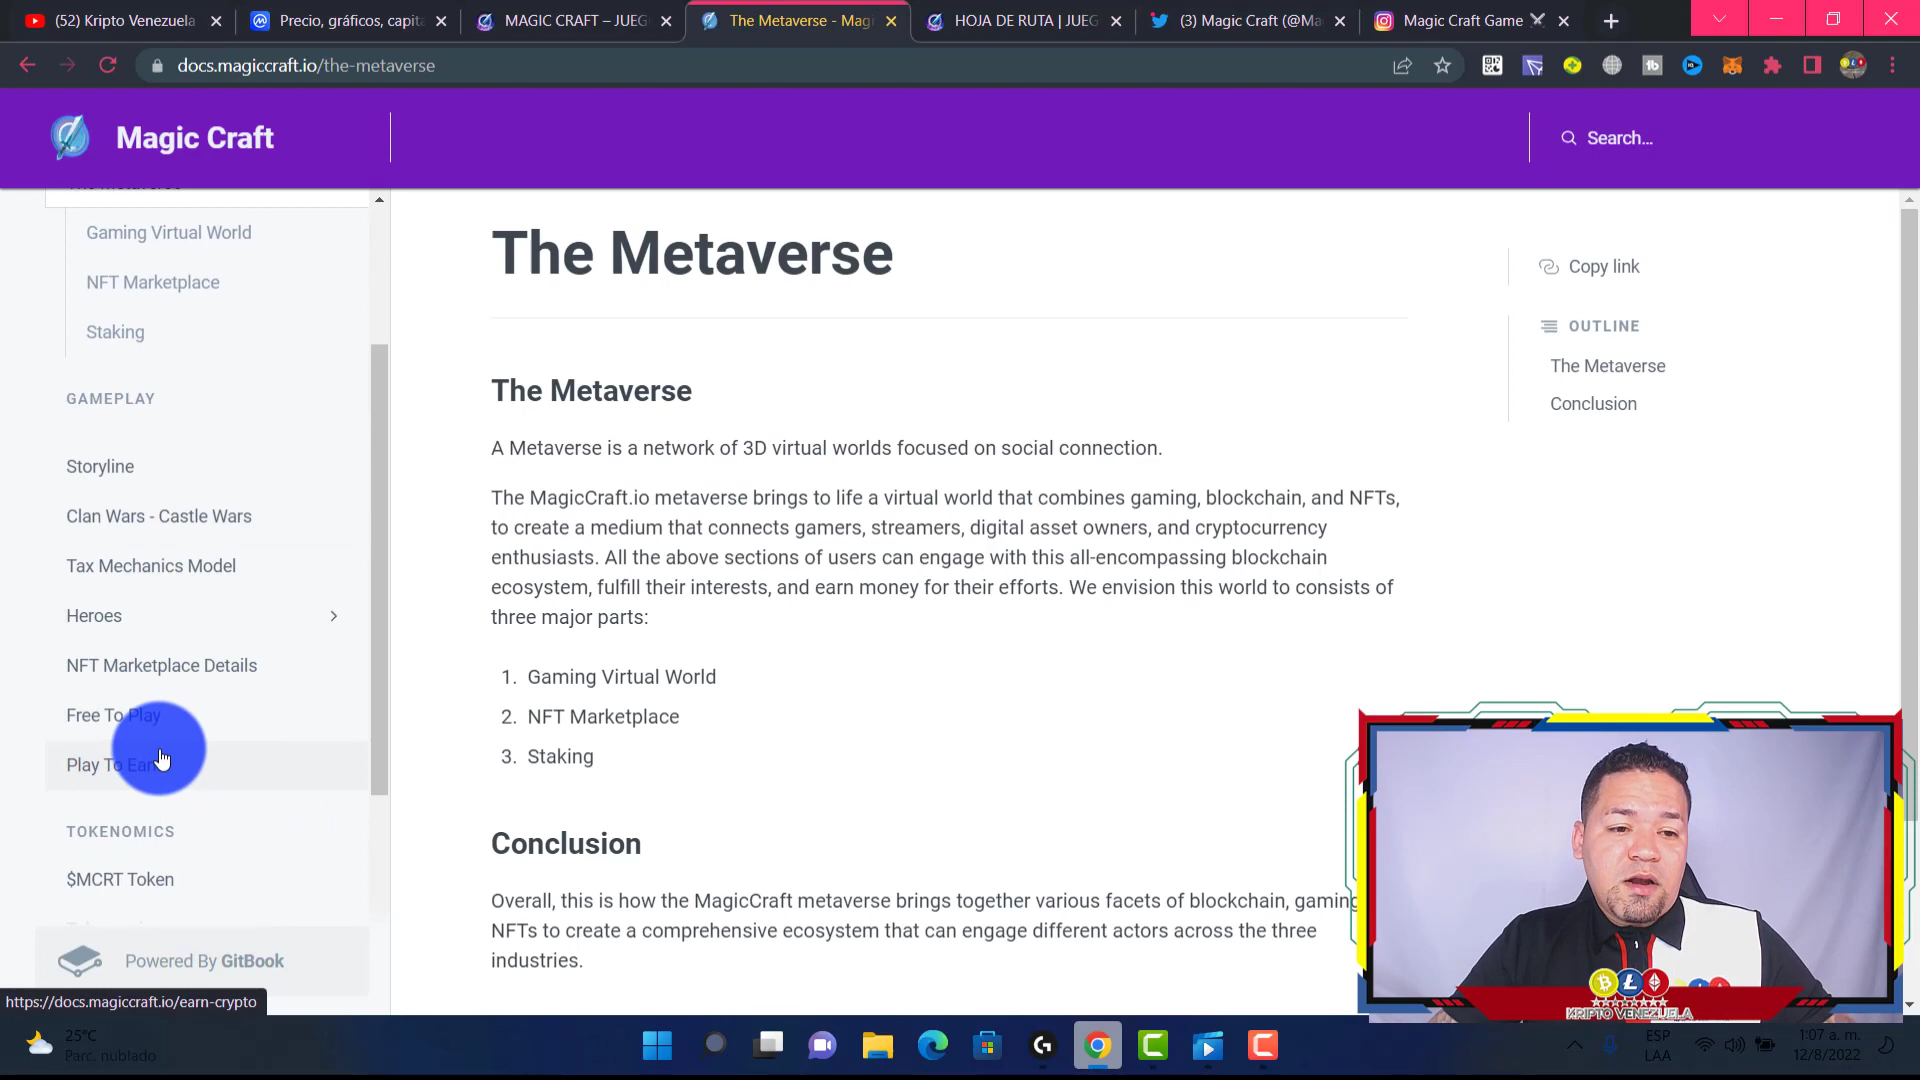 (52) Kripto Venezuela
Precio, gráficos, capita
MAGIC CRAFT – JUEG
The Metaverse - Magi
HOJA DE RUTA | JUEG
(3) Magic Craft (@Ma
Magic Craft Game
docs.magiccraft.io/the-metaverse
Magic Craft
Search...
Gaming Virtual World
NFT Marketplace
Staking
GAMEPLAY
Storyline
Clan Wars - Castle Wars
Tax Mechanics Model
Heroes
NFT Marketplace Details
Free To Play
Play To Earn
TOKENOMICS
$MCRT Token
Powered By GitBook
https://docs.magiccraft.io/earn-crypto
The Metaverse
The Metaverse
A Metaverse is a network of 3D virtual worlds focused on social connection.
The MagicCraft.io metaverse brings to life a virtual world that combines gaming, blockchain, and NFTs,
to create a medium that connects gamers, streamers, digital asset owners, and cryptocurrency
enthusiasts. All the above sections of users can engage with this all-encompassing blockchain
ecosystem, fulfill their interests, and earn money for their efforts. We envision this world to consists of
three major parts:
1. Gaming Virtual World
2. NFT Marketplace
3. Staking
Conclusion
Overall, this is how the MagicCraft metaverse brings together various facets of blockchain, gaming
NFTs to create a comprehensive ecosystem that can engage different actors across the three
industries.
Copy link
OUTLINE
The Metaverse
Conclusion
KRIPTO VENEZUELA
25°C
Parc. nublado
ESP
LAA
1:07 a. m.
12/8/2022